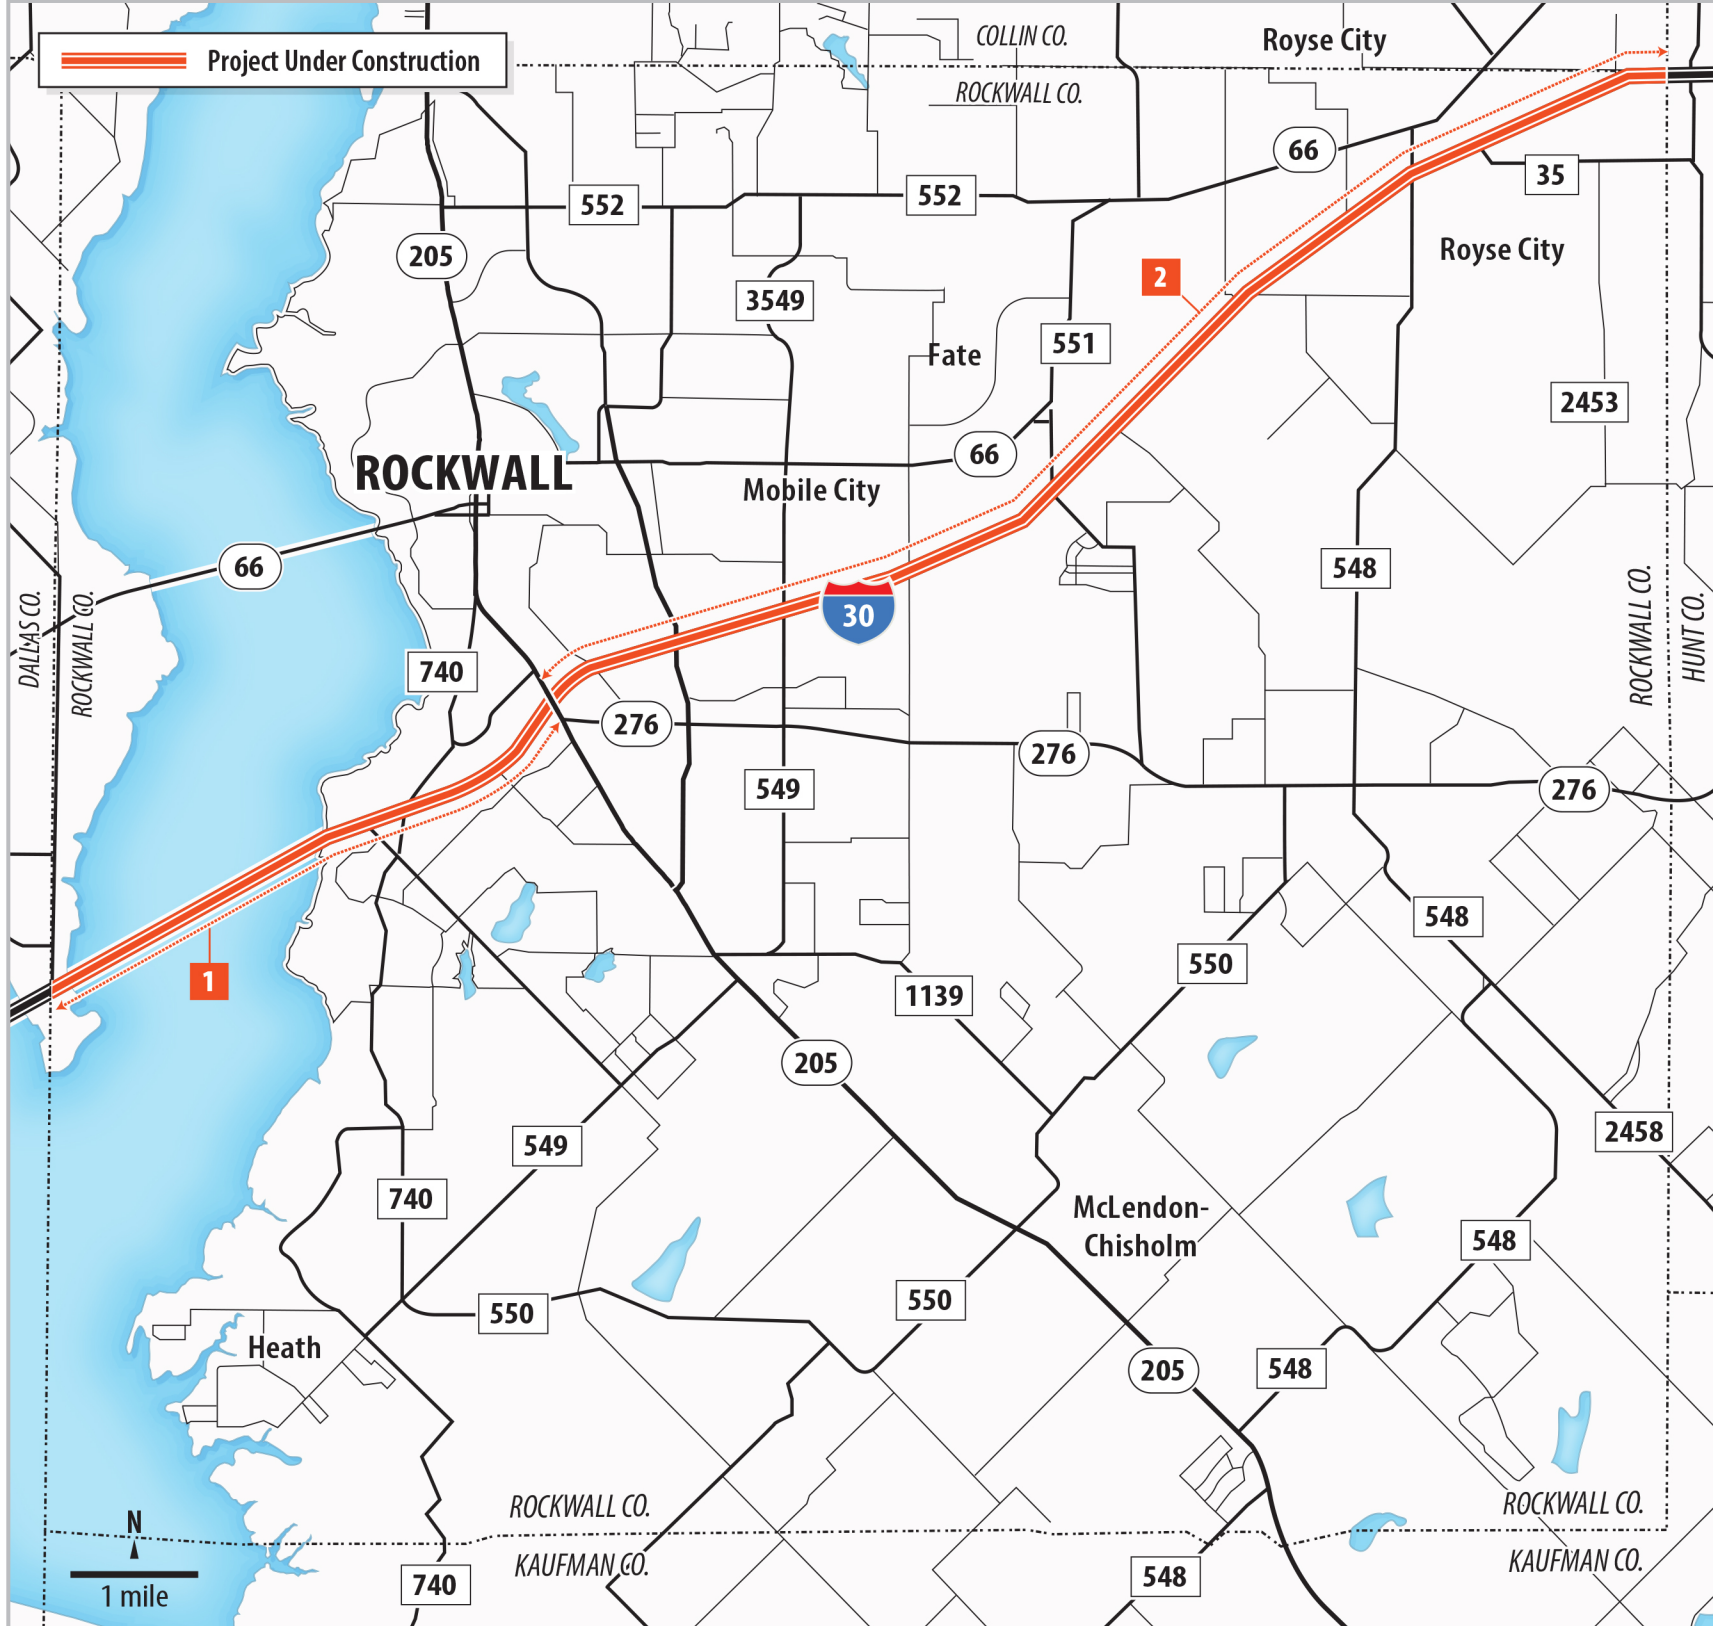 Project Under Construction
COLLIN CO.
Royse City
ROCKWALL CO.
66
35
552
552
205
Royse City
2
3549
551
Fate
2453
66
ROCKWALL
Mobile City
66
548
30
DALLAS CO.
ROCKWALL CO.
ROCKWALL CO.
HUNT CO.
740
276
276
549
276
548
550
1
1139
205
2458
549
740
McLendon-
Chisholm
548
550
550
Heath
205
548
ROCKWALL CO.
ROCKWALL CO.
N
KAUFMAN CO.
KAUFMAN CO.
548
740
1 mile